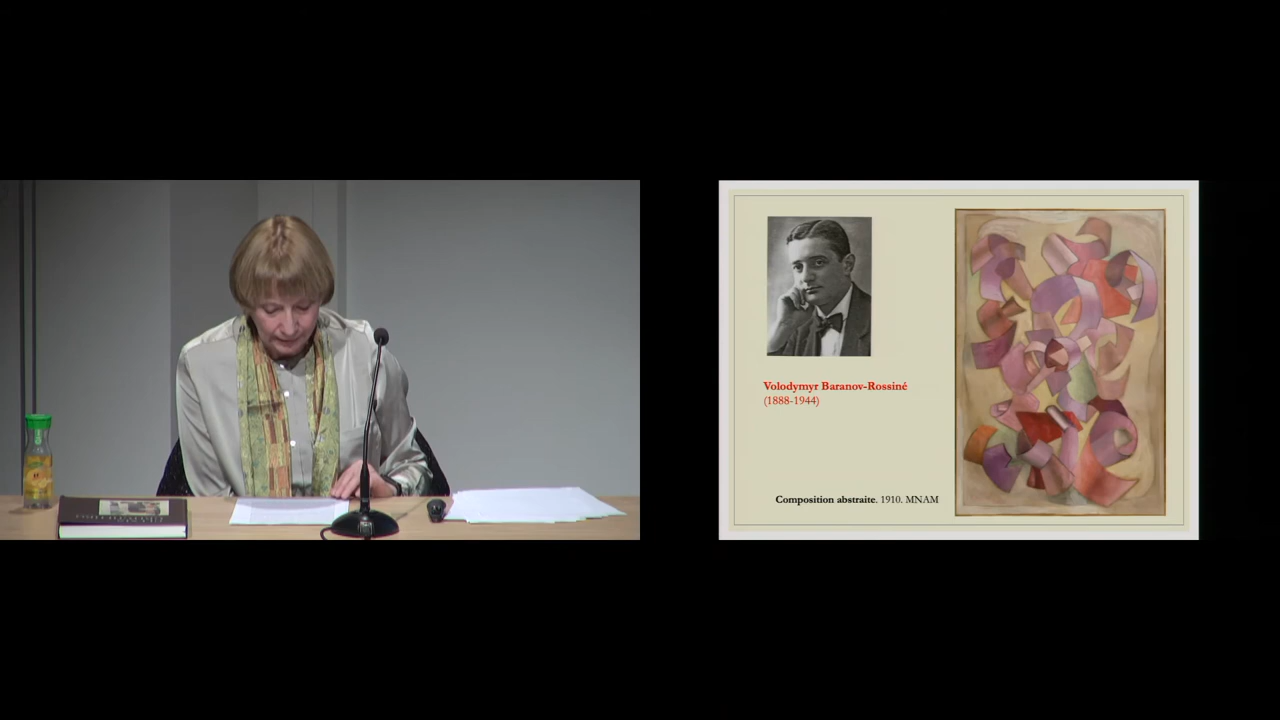 Volodymyr Baranov-Rossiné
(1888-1944)
Composition abstraite. 1910. MNAM